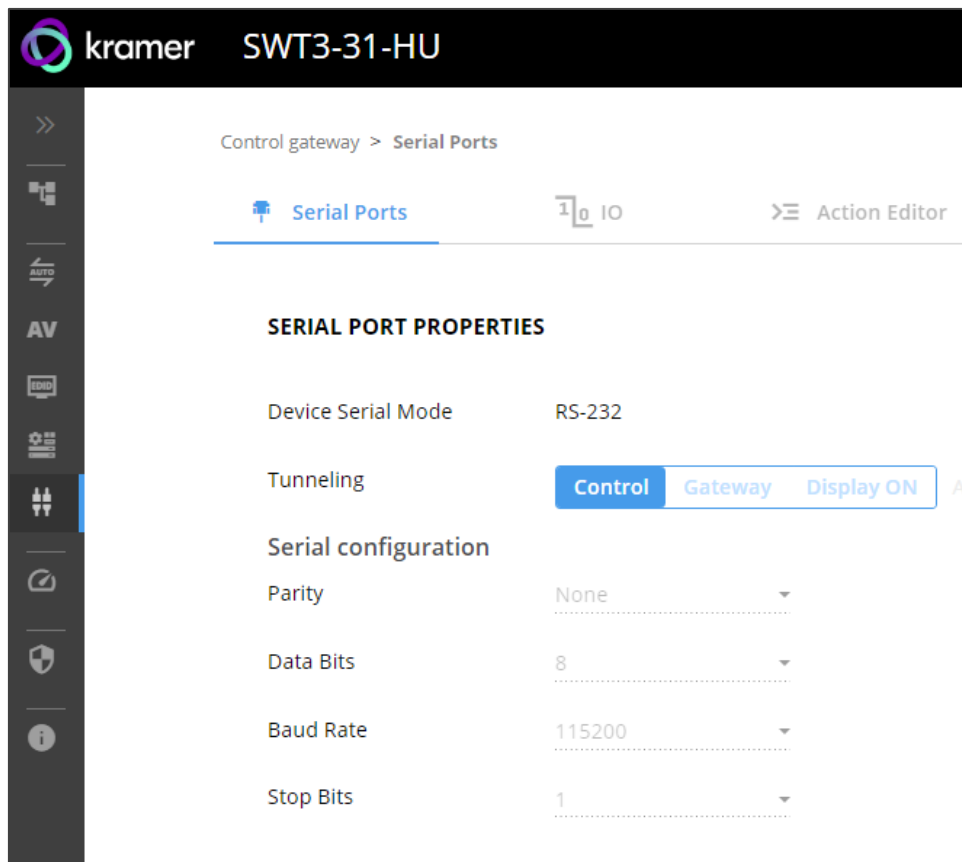 kramer SWT3-31-HU
Control gateway > Serial Ports
Serial Ports 1 0 IO Action Editor
AUTO
AV
SERIAL PORT PROPERTIES
EDID
Device Serial Mode RS-232
Tunneling Control Gateway Display ON A
Serial configuration
Parity None
Data Bits 8
Baud Rate 115200
Stop Bits 1